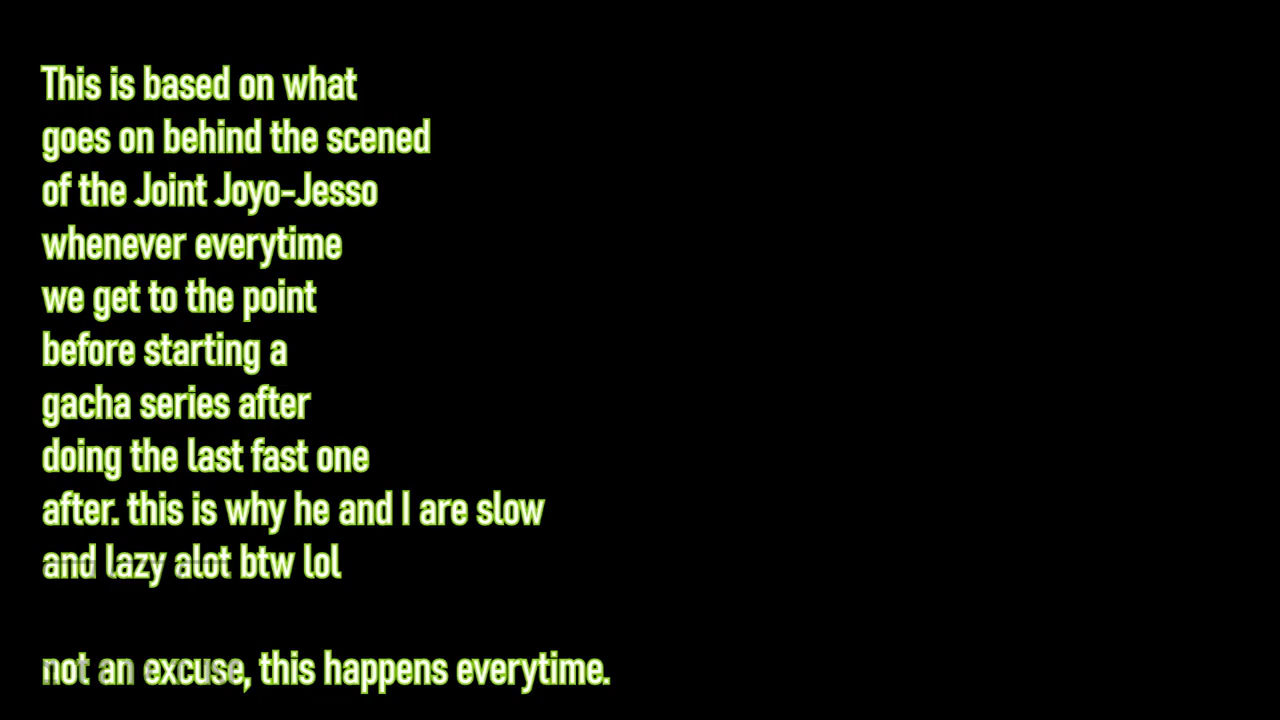 This is based on what
goes on behind the scened
of the Joint Joyo-Jesso
whenever everytime
we get to the point
before starting a
gacha series after
doing the last fast one
after. this is why he and I are slow
and lazy alot btw lol
not an excuse, this happens everytime.